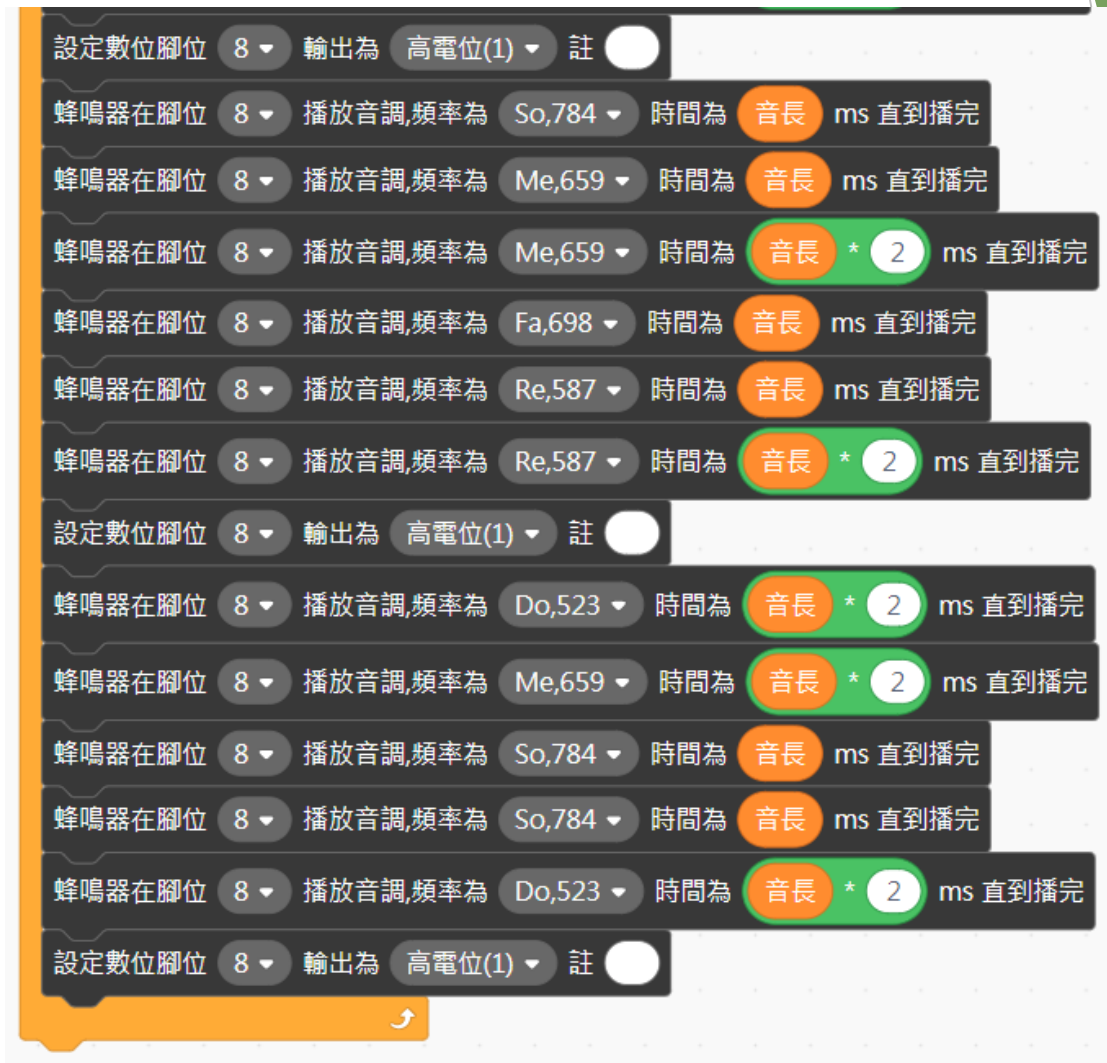 設定數位腳位 8 輸出為 高電位(1) 註
蜂鳴器在腳位 8 播放音調,頻率為 So,784 時間為 音長 ms 直到播完
蜂鳴器在腳位 8 播放音調,頻率為 Me,659 時間為 音長 ms 直到播完
蜂鳴器在腳位 8 播放音調,頻率為 Me,659 時間為 音長 * 2 ms 直到播完
蜂鳴器在腳位 8 播放音調,頻率為 Fa,698 時間為 音長 ms 直到播完
蜂鳴器在腳位 8 播放音調,頻率為 Re,587 時間為 音長 ms 直到播完
蜂鳴器在腳位 8 播放音調,頻率為 Re,587 時間為 音長 * 2 ms 直到播完
設定數位腳位 8 輸出為 高電位(1) 註
蜂鳴器在腳位 8 播放音調,頻率為 Do,523 時間為 音長 * 2 ms 直到播完
蜂鳴器在腳位 8 播放音調,頻率為 Me,659 時間為 音長 * 2 ms 直到播完
蜂鳴器在腳位 8 播放音調,頻率為 So,784 時間為 音長 ms 直到播完
蜂鳴器在腳位 8 播放音調,頻率為 So,784 時間為 音長 ms 直到播完
蜂鳴器在腳位 8 播放音調,頻率為 Do,523 時間為 音長 * 2 ms 直到播完
設定數位腳位 8 輸出為 高電位(1) 註